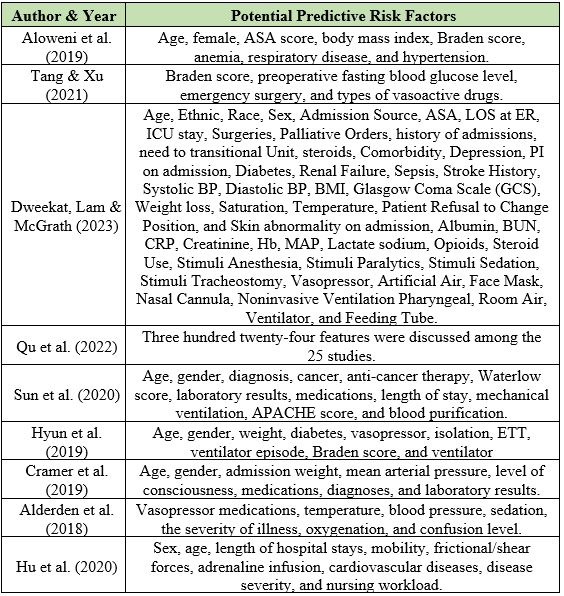 Author & Year
Potential Predictive Risk Factors
Aloweni et al.
(2019)
Age, female, ASA score, body mass index, Braden score,
anemia, respiratory disease, and hypertension.
Tang & Xu
(2021)
Braden score, preoperative fasting blood glucose level,
emergency surgery, and types of vasoactive drugs.
Dweekat, Lam &
McGrath (2023)
Age, Ethnic, Race, Sex, Admission Source, ASA, LOS at ER,
ICU stay, Surgeries, Palliative Orders, history of admissions,
need to transitional Unit, steroids, Comorbidity, Depression, PI
on admission, Diabetes, Renal Failure, Sepsis, Stroke History,
Systolic BP, Diastolic BP, BMI, Glasgow Coma Scale (GCS),
Weight loss, Saturation, Temperature, Patient Refusal to Change
Position, and Skin abnormality on admission, Albumin, BUN,
CRP, Creatinine, Hb, MAP, Lactate sodium, Opioids, Steroid
Use, Stimuli Anesthesia, Stimuli Paralytics, Stimuli Sedation,
Stimuli Tracheostomy, Vasopressor, Artificial Air, Face Mask,
Nasal Cannula, Noninvasive Ventilation Pharyngeal, Room Air,
Ventilator, and Feeding Tube.
Qu et al. (2022)
Three hundred twenty-four features were discussed among the
25 studies.
Sun et al. (2020)
Age, gender, diagnosis, cancer, anti-cancer therapy, Waterlow
score, laboratory results, medications, length of stay, mechanical
ventilation, APACHE score, and blood purification.
Hyun et al.
(2019)
Age, gender, weight, diabetes, vasopressor, isolation, ETT,
ventilator episode, Braden score, and ventilator
Cramer et al.
(2019)
Age, gender, admission weight, mean arterial pressure, level of
consciousness, medications, diagnoses, and laboratory results.
Alderden et al.
(2018)
Vasopressor medications, temperature, blood pressure, sedation,
the severity of illness, oxygenation, and confusion level.
Hu et al. (2020)
Sex, age, length of hospital stays, mobility, frictional/shear
forces, adrenaline infusion, cardiovascular diseases, disease
severity, and nursing workload.